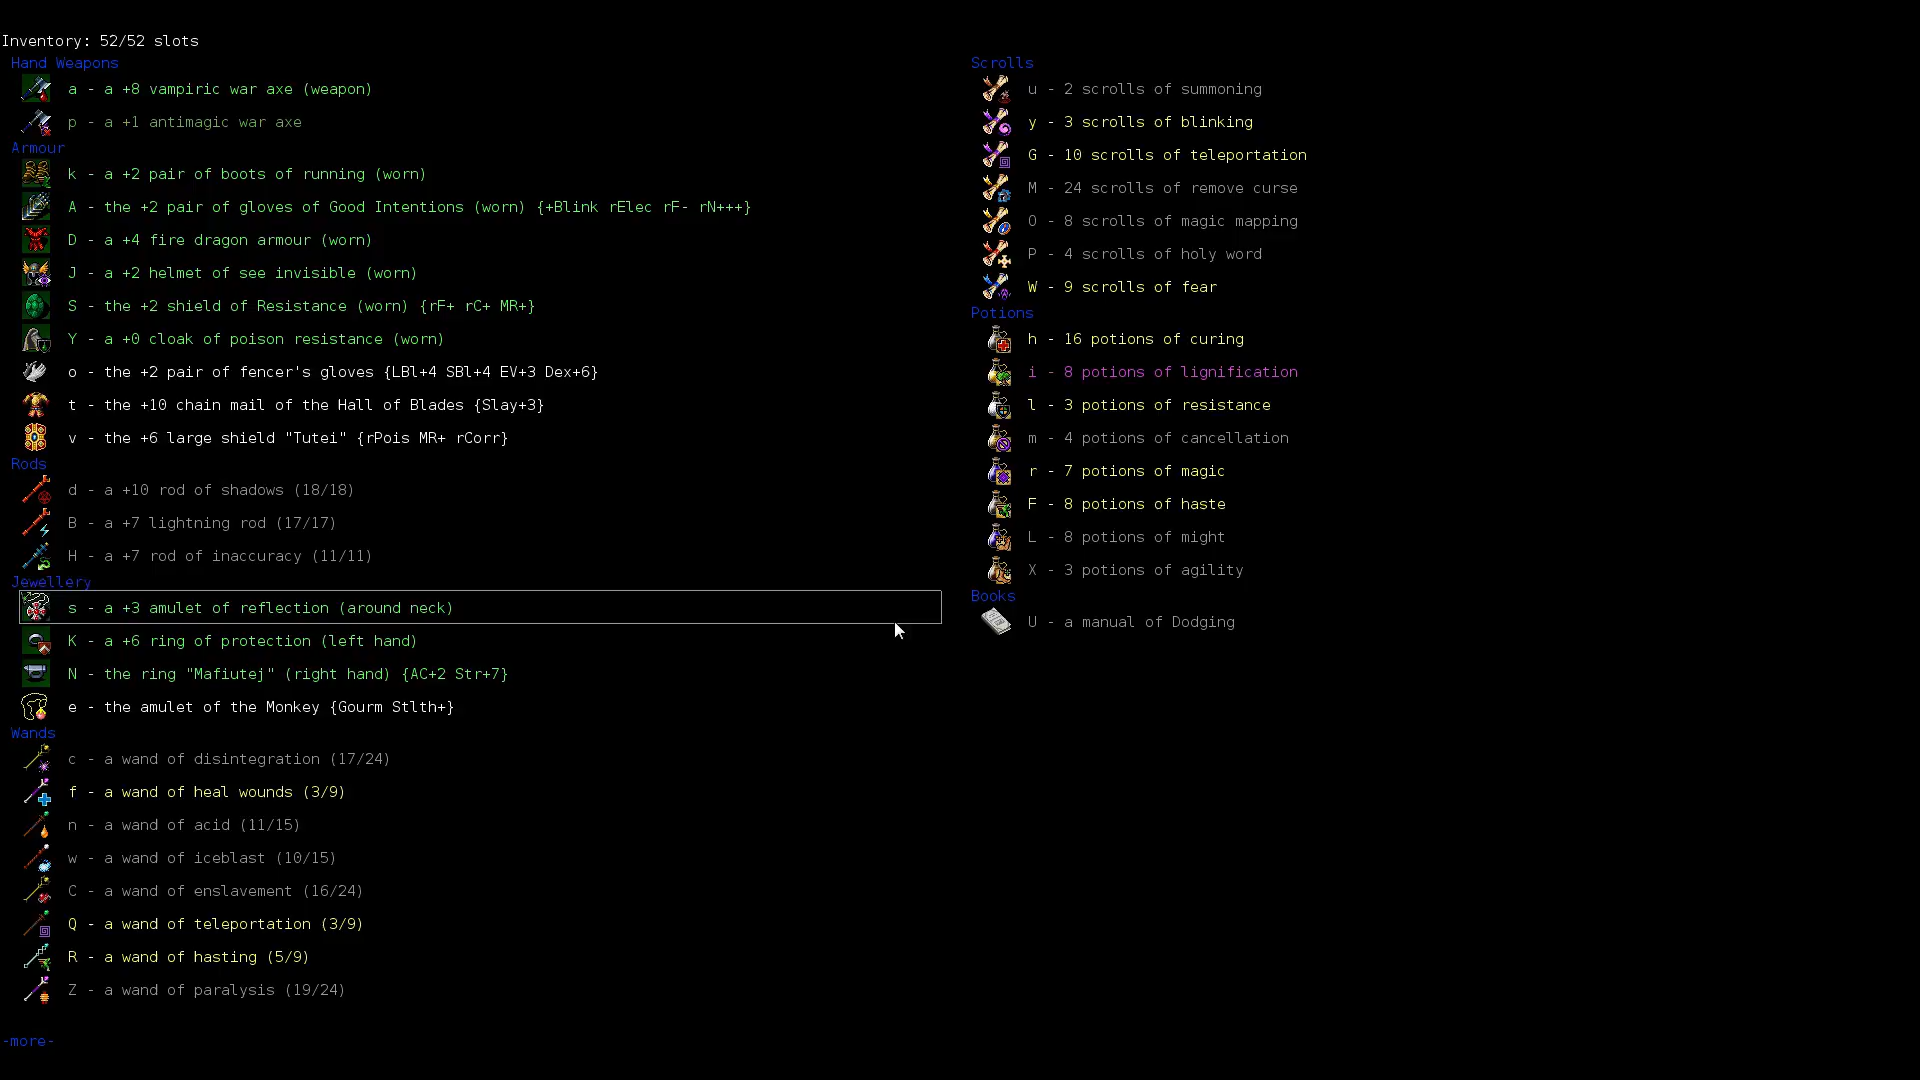 Inventory: 52/52 slots
Hand Weapons
a - a +8 vampiric war axe (weapon)
p - a +1 antimagic war axe
Armour
k - a +2 pair of boots of running (worn)
A - the +2 pair of gloves of Good Intentions (worn) {+Blink rElec rF- rN+++}
D - a +4 fire dragon armour (worn)
J - a +2 helmet of see invisible (worn)
S - the +2 shield of Resistance (worn) {rF+ rC+ MR+}
Y - a +0 cloak of poison resistance (worn)
o - the +2 pair of fencer's gloves {LBl+4 SBl+4 EV+3 Dex+6}
t - the +10 chain mail of the Hall of Blades {Slay+3}
v - the +6 large shield "Tutei" {rPois MR+ rCorr}
Rods
d - a +10 rod of shadows (18/18)
B - a +7 lightning rod (17/17)
H - a +7 rod of inaccuracy (11/11)
Jewellery
s - a +3 amulet of reflection (around neck)
K - a +6 ring of protection (left hand)
N - the ring "Mafiutej" (right hand) {AC+2 Str+7}
e - the amulet of the Monkey {Gourm Stlth+}
Wands
c - a wand of disintegration (17/24)
f - a wand of heal wounds (3/9)
n - a wand of acid (11/15)
w - a wand of iceblast (10/15)
C - a wand of enslavement (16/24)
Q - a wand of teleportation (3/9)
R - a wand of hasting (5/9)
Z - a wand of paralysis (19/24)
Scrolls
u - 2 scrolls of summoning
y - 3 scrolls of blinking
G - 10 scrolls of teleportation
M - 24 scrolls of remove curse
O - 8 scrolls of magic mapping
P - 4 scrolls of holy word
W - 9 scrolls of fear
Potions
h - 16 potions of curing
i - 8 potions of lignification
l - 3 potions of resistance
m - 4 potions of cancellation
r - 7 potions of magic
F - 8 potions of haste
L - 8 potions of might
X - 3 potions of agility
Books
U - a manual of Dodging
-more-